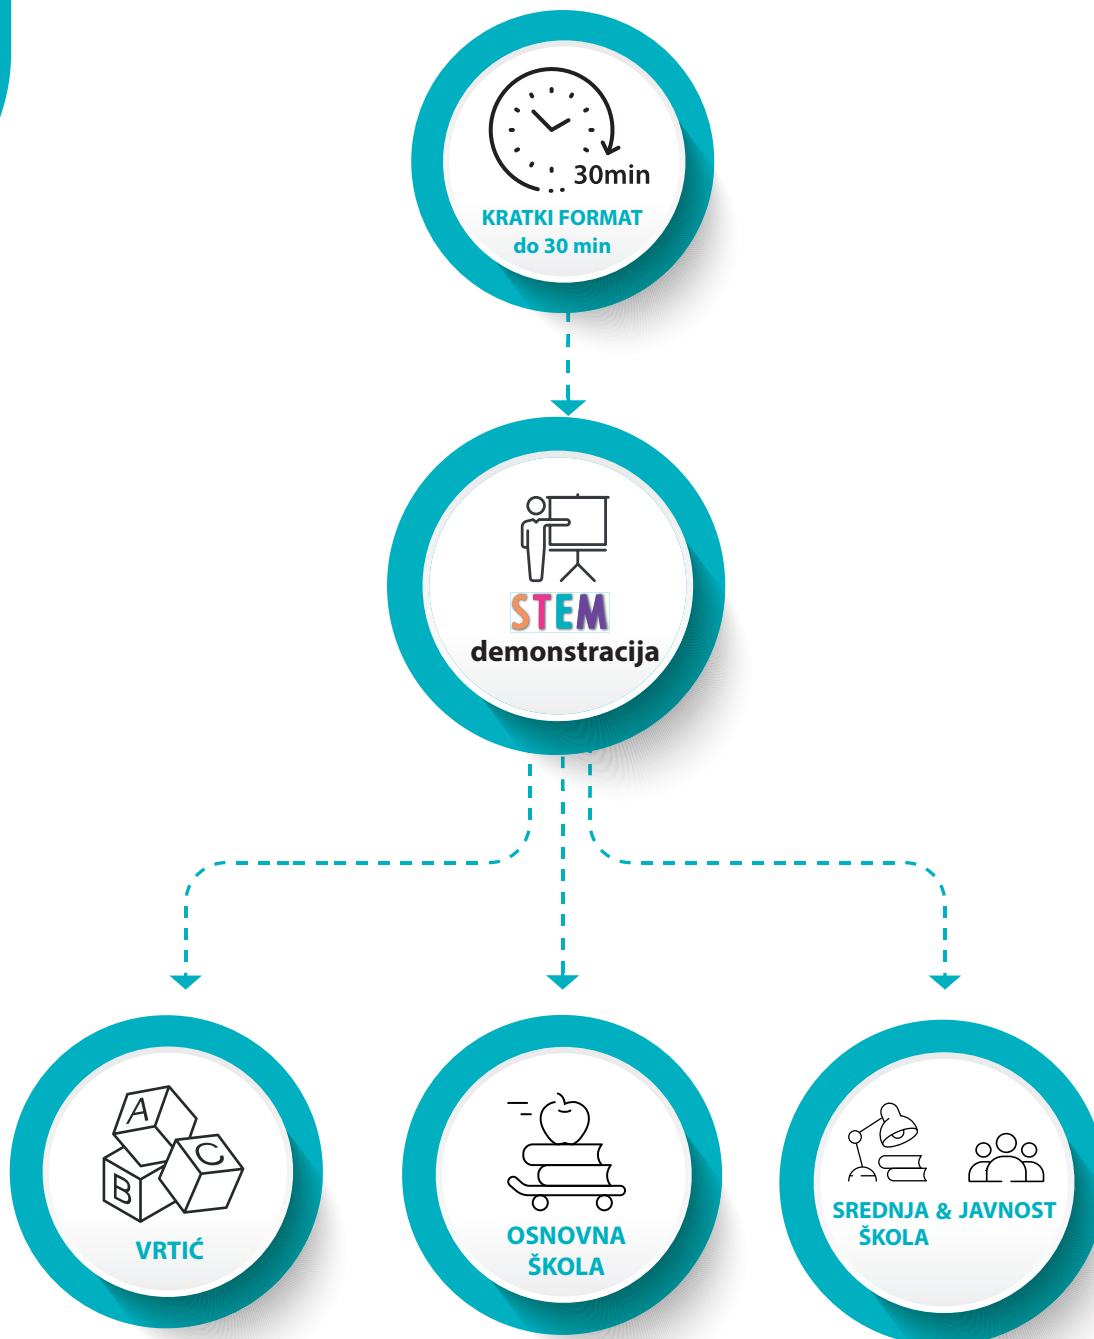 30min
KRATKI FORMAT
do 30 min
STEM
demonstracija
A
B
C
VRTIĆ
OSNOVNA
ŠKOLA
SREDNJA & JAVNOST
ŠKOLA